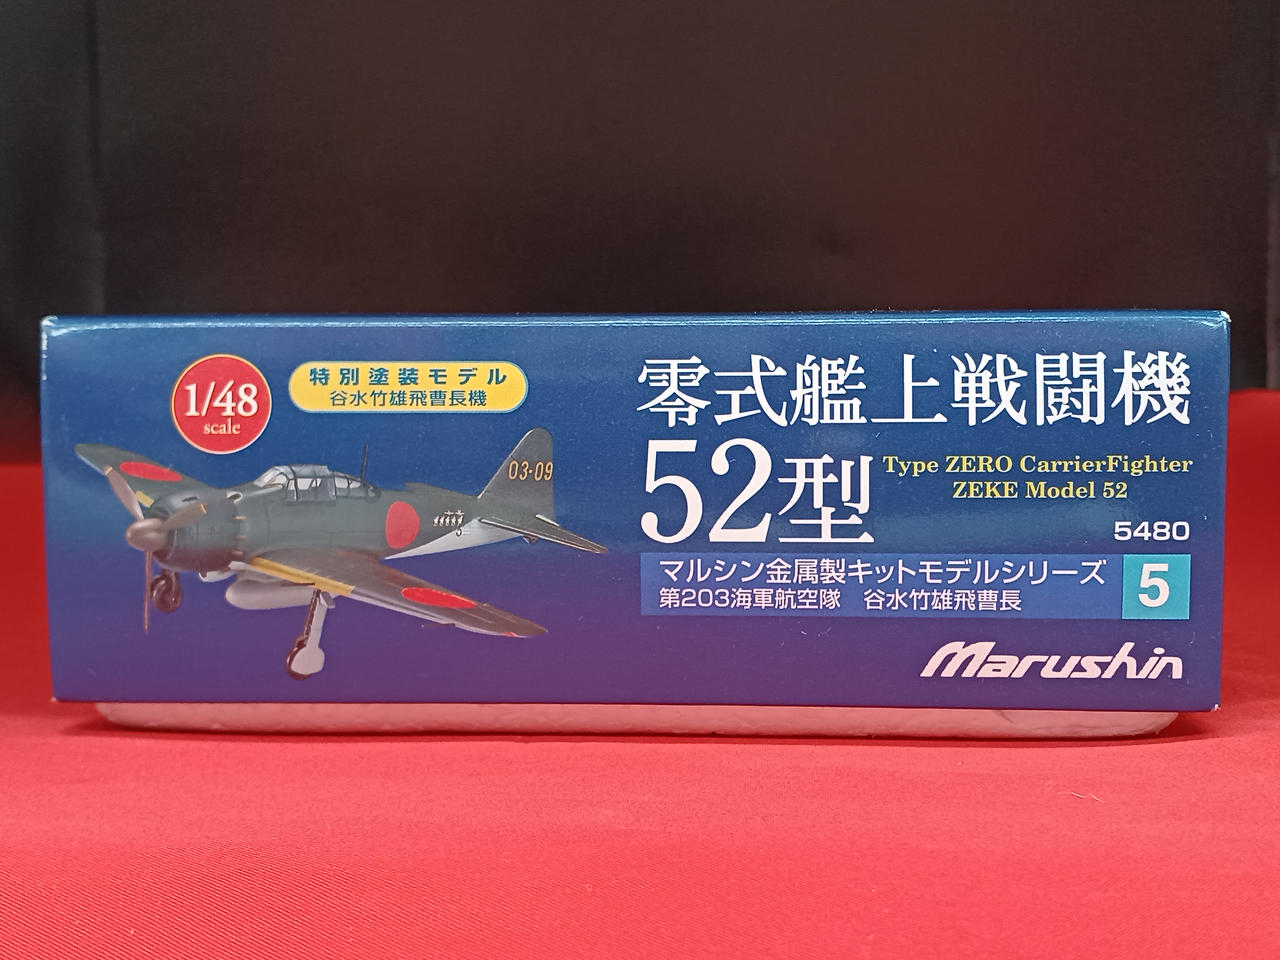 1/48
scale
特別塗装モデル
谷水竹雄飛曹長機
03-09
零式艦上戦闘機
52型
Type ZERO CarrierFighter
ZEKE Model 52
5480
マルシン金属製キットモデルシリーズ
第203海軍航空隊 谷水竹雄飛曹長
5
Marushin